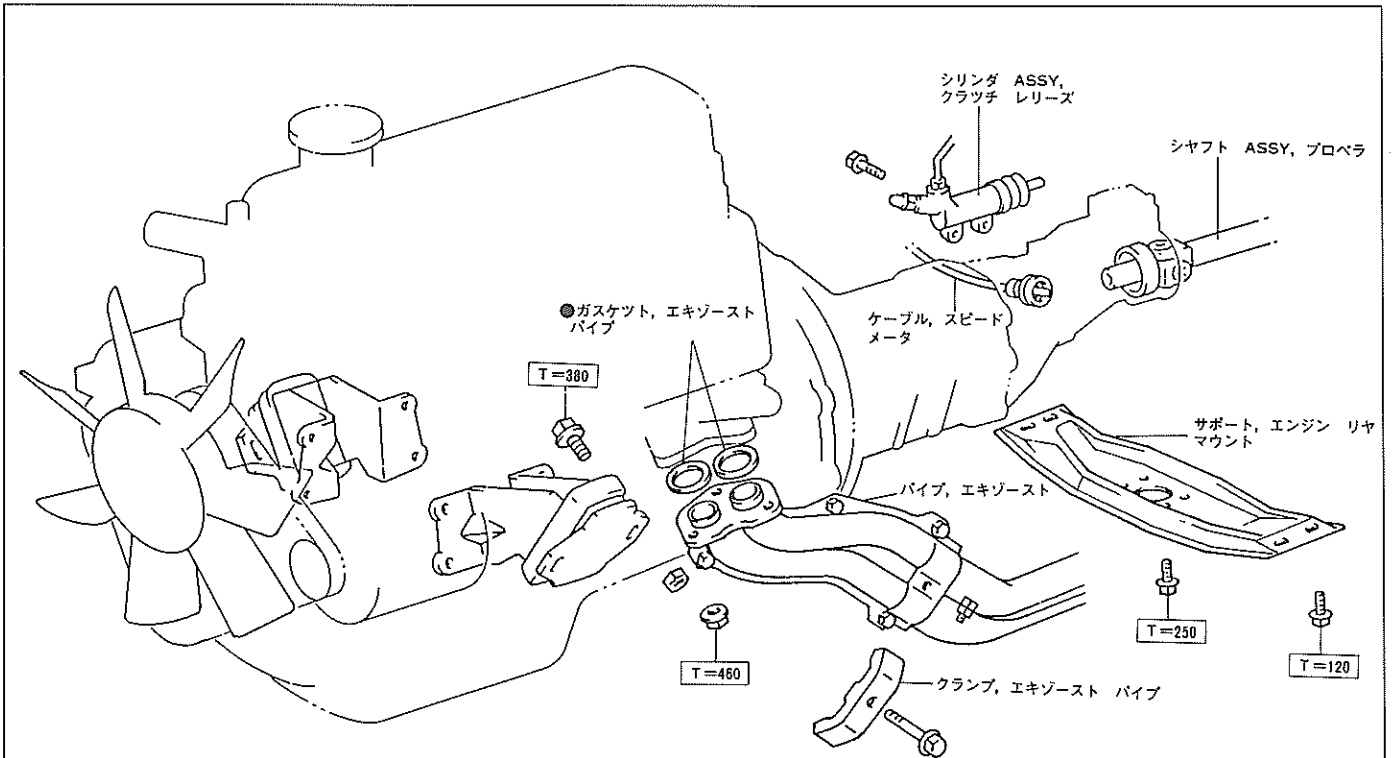 シリンダ ASSY,
クラツチ レリーズ
シヤフト ASSY, プロペラ
●ガスケツト, エキゾースト
パイプ
ケーブル, スピード
メータ
T=380
サポート, エンジン リヤ
マウント
パイプ, エキゾースト
T=250
T=120
T=460
クランプ, エキゾースト パイプ